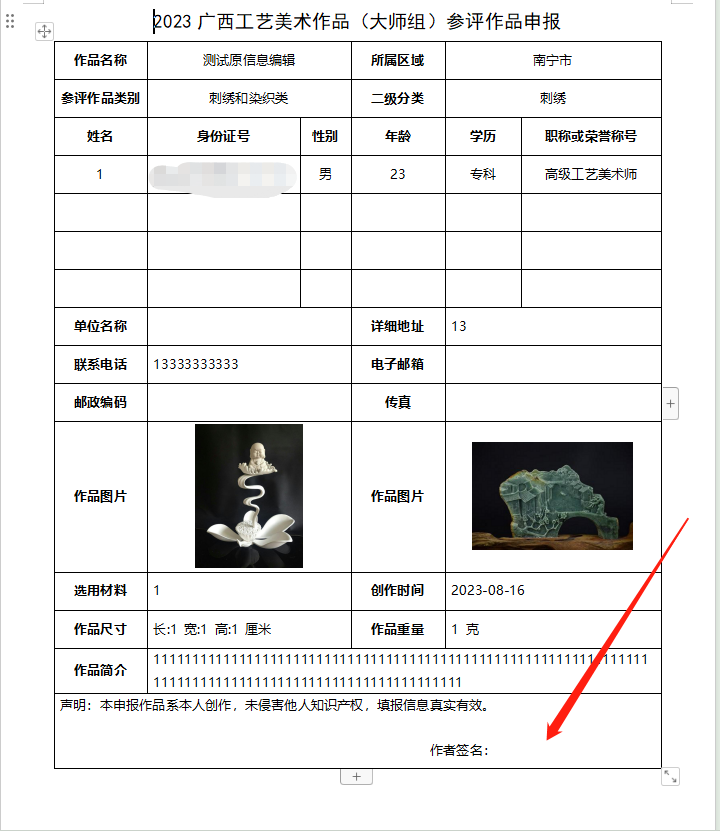 2023 广西工艺美术作品（大师组）参评作品申报
作品名称 测试原信息编辑 所属区域 南宁市
参评作品类别 刺绣和染织类 二级分类 刺绣
姓名 身份证号 性别 年龄 学历 职称或荣誉称号
1 男 23 专科 高级工艺美术师
单位名称 详细地址 13
联系电话 13333333333 电子邮箱
邮政编码 传真
作品图片 作品图片
选用材料 1 创作时间 2023-08-16
作品尺寸 长:1 宽:1 高:1 厘米 作品重量 1 克
作品简介
声明：本申报作品系本人创作，未侵害他人知识产权，填报信息真实有效。
作者签名：